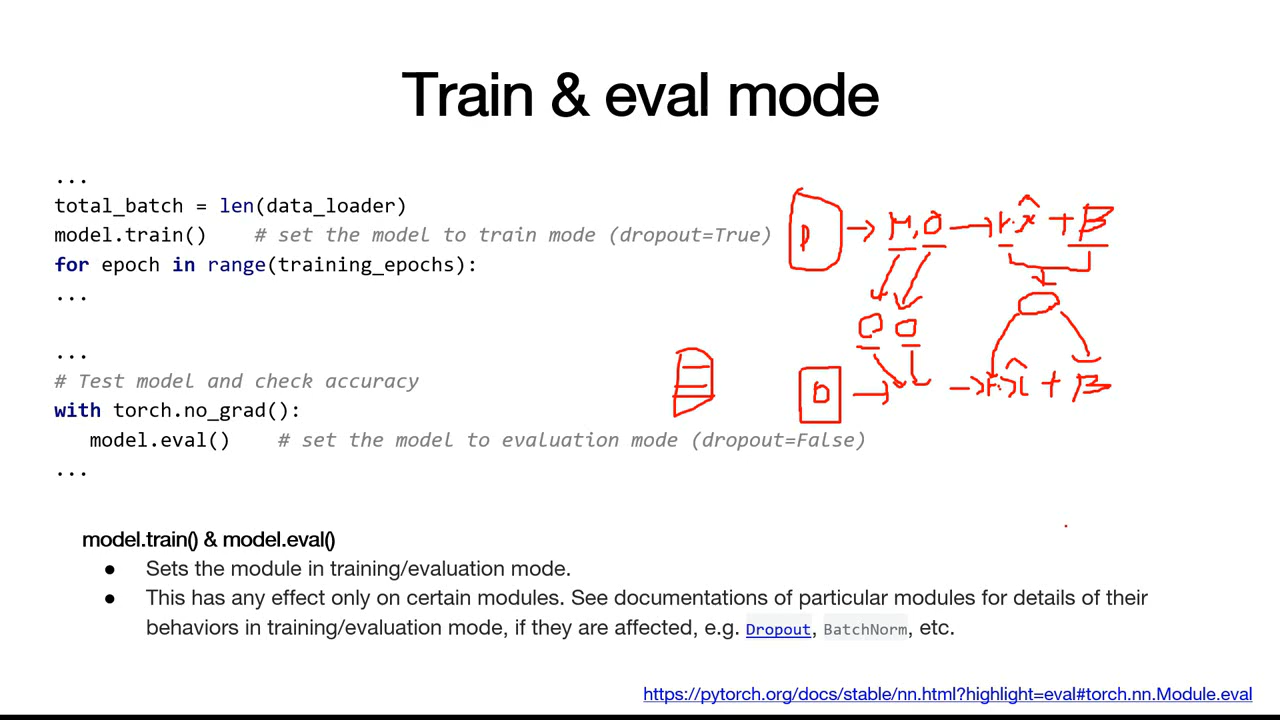 Train & eval mode
...
total_batch = len(data_loader)
model.train()    # set the model to train mode (dropout=True)
for epoch in range(training_epochs):
...
...
# Test model and check accuracy
with torch.no_grad():
model.eval()    # set the model to evaluation mode (dropout=False)
...
model.train() & model.eval()
● Sets the module in training/evaluation mode.
● This has any effect only on certain modules. See documentations of particular modules for details of their
behaviors in training/evaluation mode, if they are affected, e.g. Dropout, BatchNorm, etc.
https://pytorch.org/docs/stable/nn.html?highlight=eval#torch.nn.Module.eval